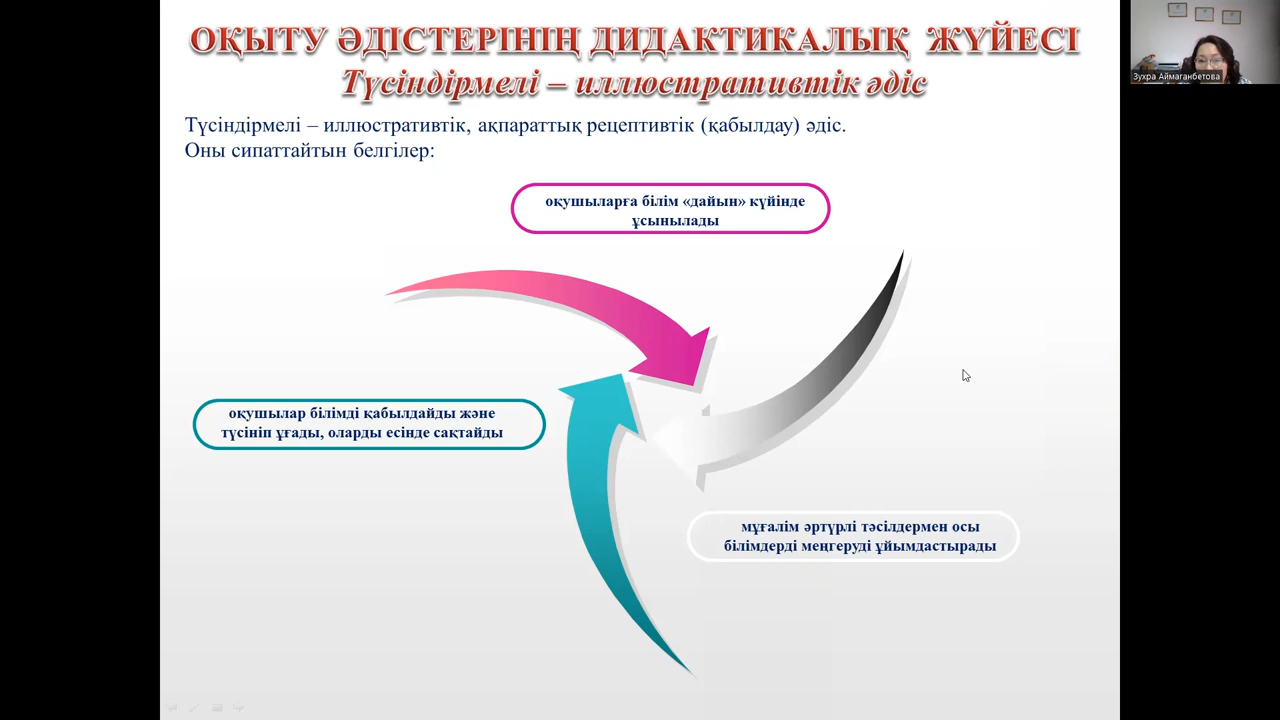 ОҚЫТУ ӘДІСТЕРІНІҢ ДИДАКТИКАЛЫҚ ЖҮЙЕСІ
Түсіндірмелі – иллюстративтік әдіс
Түсіндірмелі – иллюстративтік, ақпараттық рецептивтік (қабылдау) әдіс.
Оны сипаттайтын белгілер:
оқушыларға білім «дайын» күйінде
ұсынылады
оқушылар білімді қабылдайды және
түсініп ұғады, оларды есінде сақтайды
мұғалім әртүрлі тәсілдермен осы
білімдерді меңгеруді ұйымдастырады
Зухра Аймаганбетова